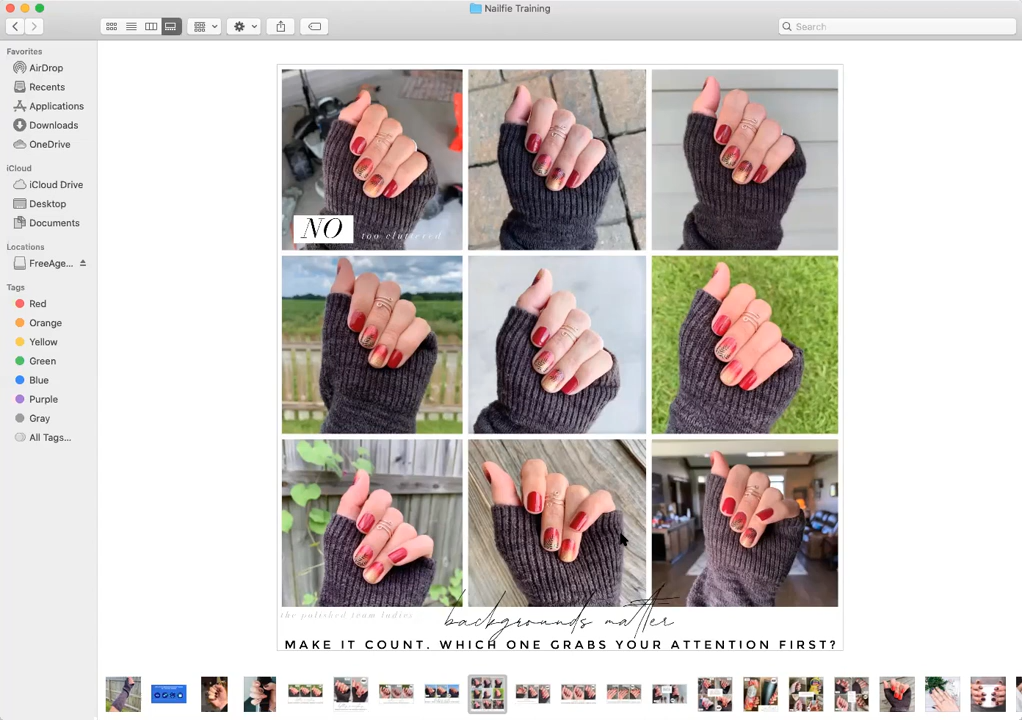 Nailfie Training
Search
Favorites
AirDrop
Recents
Applications
Downloads
OneDrive
iCloud
iCloud Drive
Desktop
Documents
Locations
FreeAge...
Tags
Red
Orange
Yellow
Green
Blue
Purple
Gray
All Tags...
NO too cluttered
the polished team ladies
backgrounds matter
MAKE IT COUNT. WHICH ONE GRABS YOUR ATTENTION FIRST?